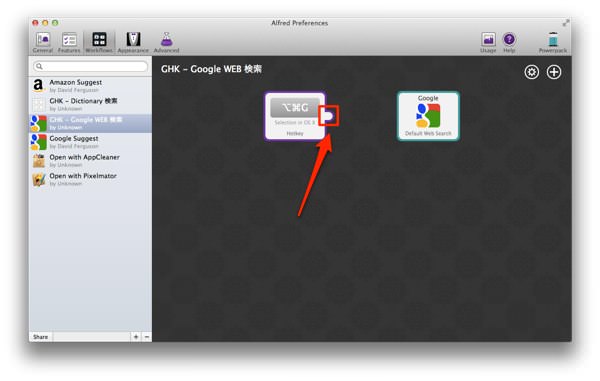 Alfred Preferences
General
Features
Workflows
Appearance
Advanced
Usage
Help
Powerpack
Amazon Suggest
by David Ferguson
GHK - Dictionary 検索
by Unknown
GHK - Google WEB 検索
by Unknown
Google Suggest
by David Ferguson
Open with AppCleaner
by Unknown
Open with Pixelmator
by Unknown
Share
+
−
GHK - Google WEB 検索
⌥⌘G
Selection in OS X
Hotkey
Google
Default Web Search